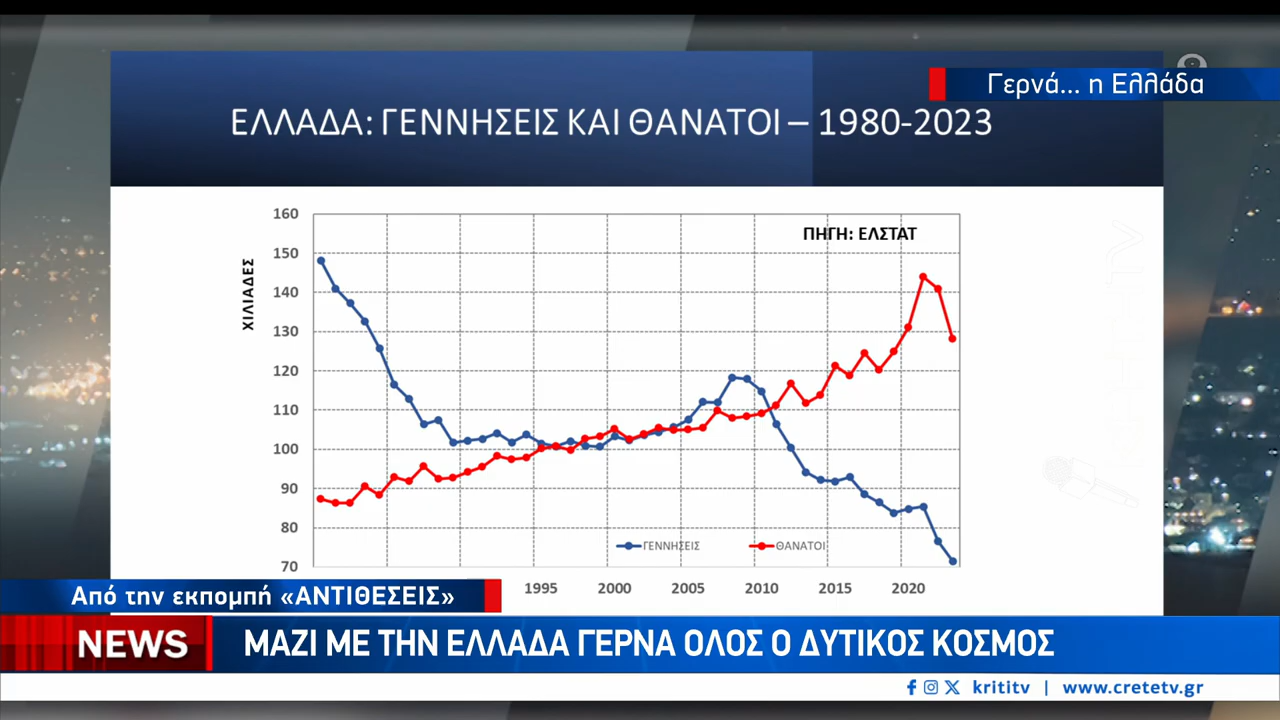 Γερνά... η Ελλάδα
ΕΛΛΑΔΑ: ΓΕΝΝΗΣΕΙΣ ΚΑΙ ΘΑΝΑΤΟΙ – 1980-2023
ΠΗΓΗ: ΕΛΣΤΑΤ
ΧΙΛΙΑΔΕΣ
160
150
140
130
120
110
100
90
80
70
ΓΕΝΝΗΣΕΙΣ ΘΑΝΑΤΟΙ
1995 2000 2005 2010 2015 2020
Από την εκπομπή «ΑΝΤΙΘΕΣΕΙΣ»
NEWS ΜΑΖΙ ΜΕ ΤΗΝ ΕΛΛΑΔΑ ΓΕΡΝΑ ΟΛΟΣ Ο ΔΥΤΙΚΟΣ ΚΟΣΜΟΣ
krititv | www.cretetv.gr